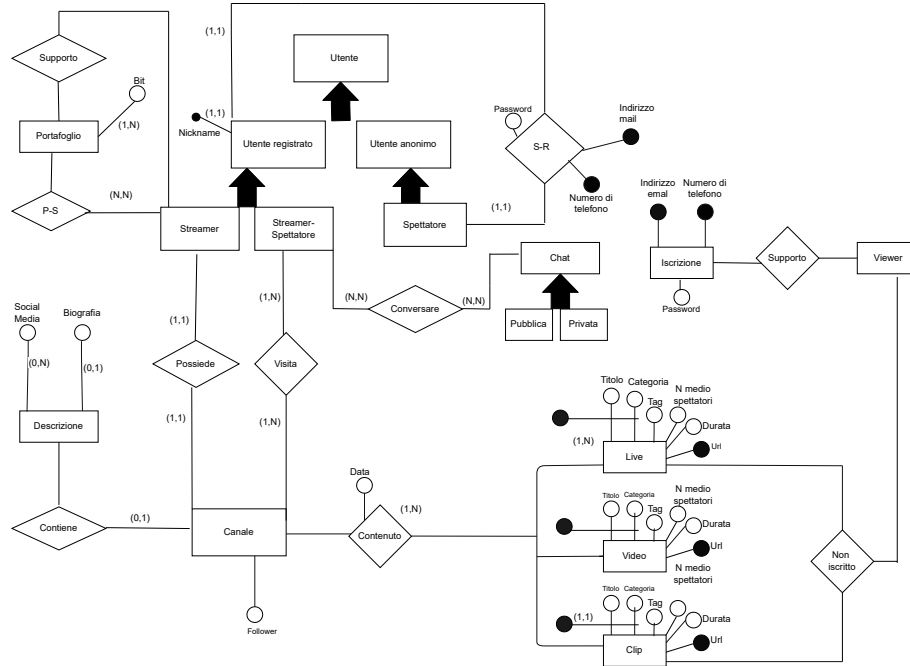 (1,1)
Utente
Supporto
Bit
Portafoglio
(1,N)
(1,1)
Nickname
Utente registrato
Utente anonimo
Password
S-R
Indirizzo
mail
Numero di
telefono
P-S
(N,N)
Streamer
Streamer-
Spettatore
Spettatore
(1,1)
Indirizzo
emal
Numero di
telefono
Iscrizione
Password
Supporto
Viewer
Chat
Pubblica
Privata
(1,N)
(N,N)
Conversare
(N,N)
Social
Media
Biografia
(0,N)
(0,1)
(1,1)
Possiede
Visita
Descrizione
(1,1)
(1,N)
Titolo
Categoria
Tag
N medio
spettatori
Durata
Url
(1,N)
Live
Contiene
(0,1)
Canale
Data
(1,N)
Contenuto
Titolo
Categoria
Tag
N medio
spettatori
Durata
Url
Video
Non
iscritto
N medio
spettatori
Titolo
Categoria
Tag
Durata
Url
(1,1)
Clip
Follower